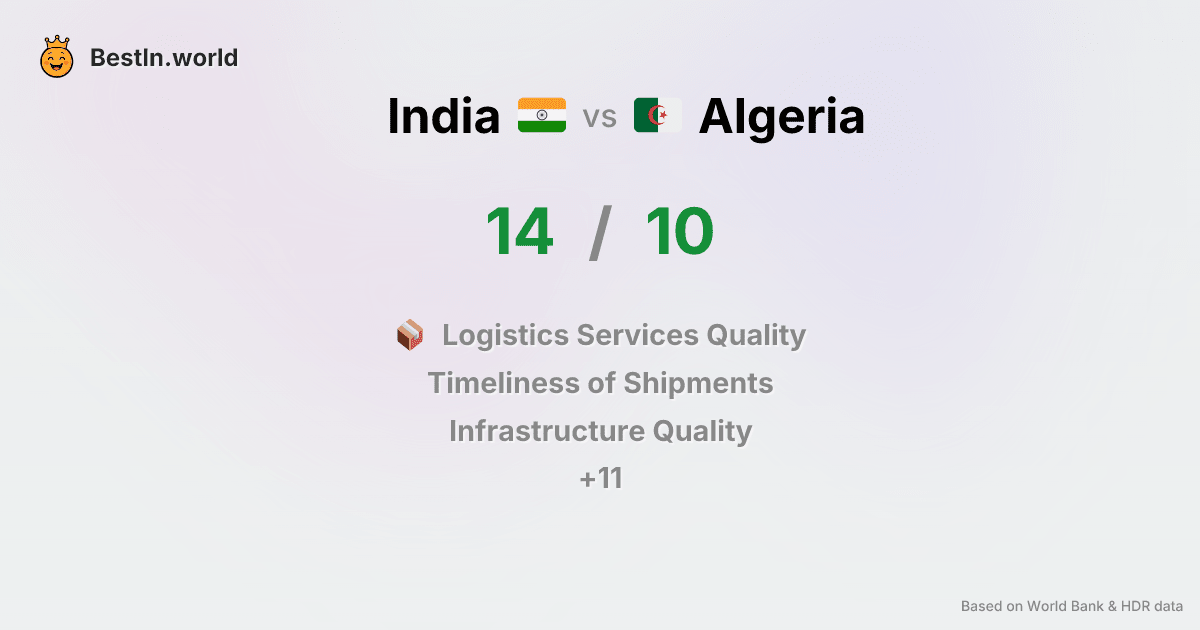 BestIn.world
India vs Algeria
14 / 10
Logistics Services Quality
Timeliness of Shipments
Infrastructure Quality
+11
Based on World Bank & HDR data